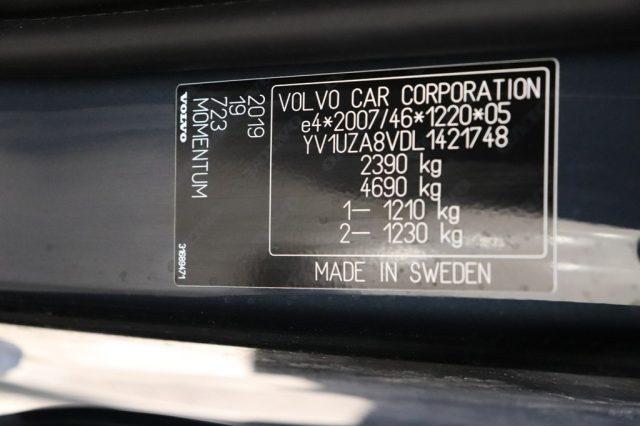 VOLVO
MOMENTUM
723
19
2019
31689471
VOLVO CAR CORPORATION
e4*2007/46*1220*05
YV1UZA8VDL1421748
2390 kg
4690 kg
1– 1210 kg
2– 1230 kg
MADE IN SWEDEN